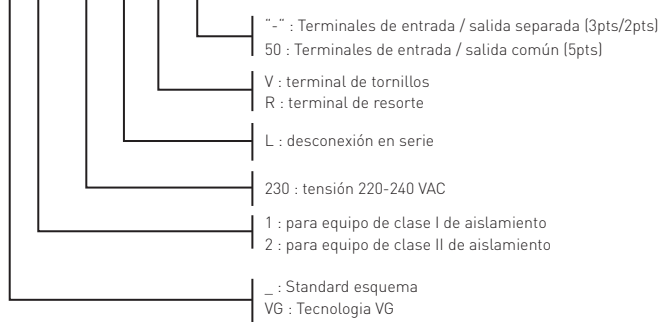 "-" : Terminales de entrada / salida separada (3pts/2pts)
50 : Terminales de entrada / salida común (5pts)
V : terminal de tornillos
R : terminal de resorte
L : desconexión en serie
230 : tensión 220-240 VAC
1 : para equipo de clase I de aislamiento
2 : para equipo de clase II de aislamiento
_ : Standard esquema
VG : Tecnologia VG